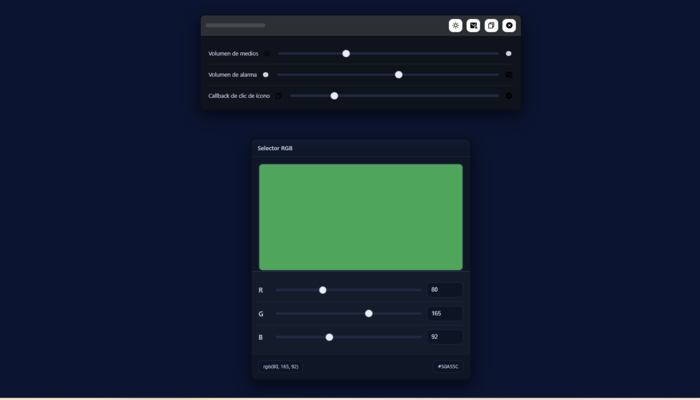 Volumen de medios
Volumen de alarma
Callback de clic de ícono
Selector RGB
R 80
G 165
B 92
rgb(80, 165, 92) #50A55C